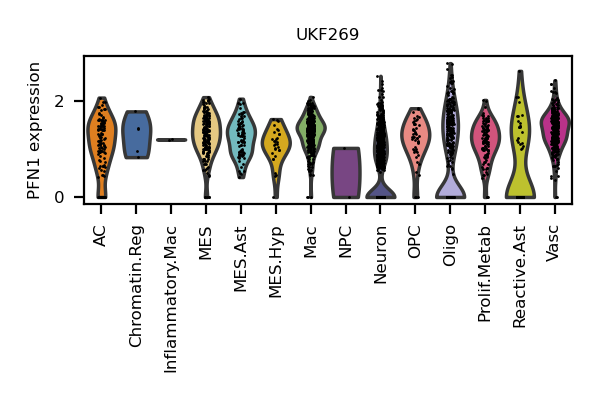 UKF269
PFN1 expression
2
0
AC
Chromatin.Reg
Inflammatory.Mac
MES
MES.Ast
MES.Hyp
Mac
NPC
Neuron
OPC
Oligo
Prolif.Metab
Reactive.Ast
Vasc